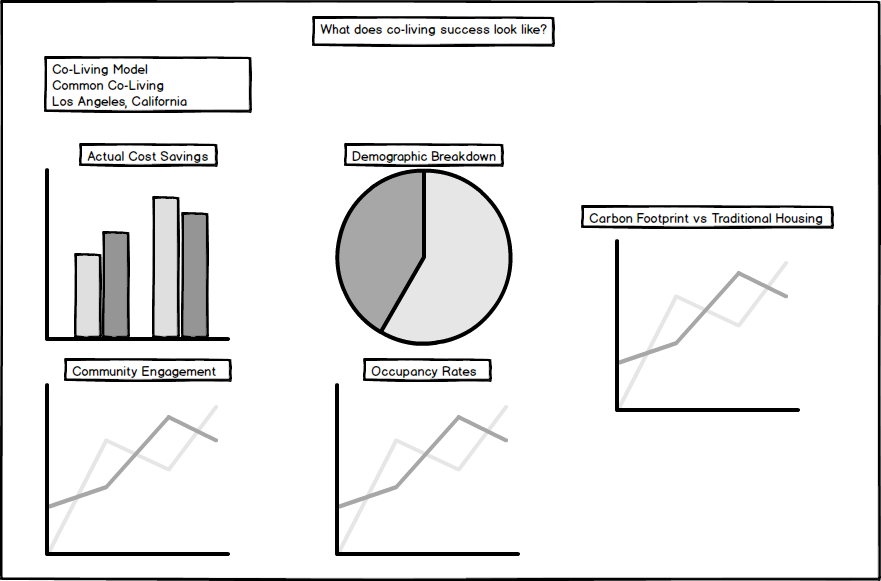 What does co-living success look like?
Co-Living Model
Common Co-Living
Los Angeles, California
Actual Cost Savings
Demographic Breakdown
Carbon Footprint vs Traditional Housing
Community Engagement
Occupancy Rates